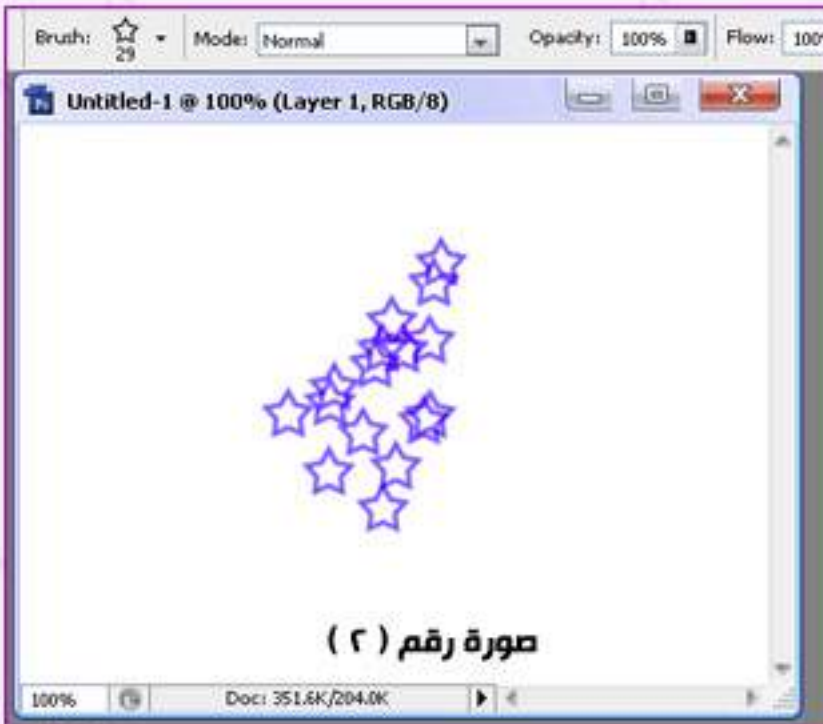 Brush: 29 Mode: Normal Opacity: 100% Flow: 100%
Untitled-1 @ 100% (Layer 1, RGB/8)
صورة رقم ( ٢ )
100% Doc: 351.6K/204.0K